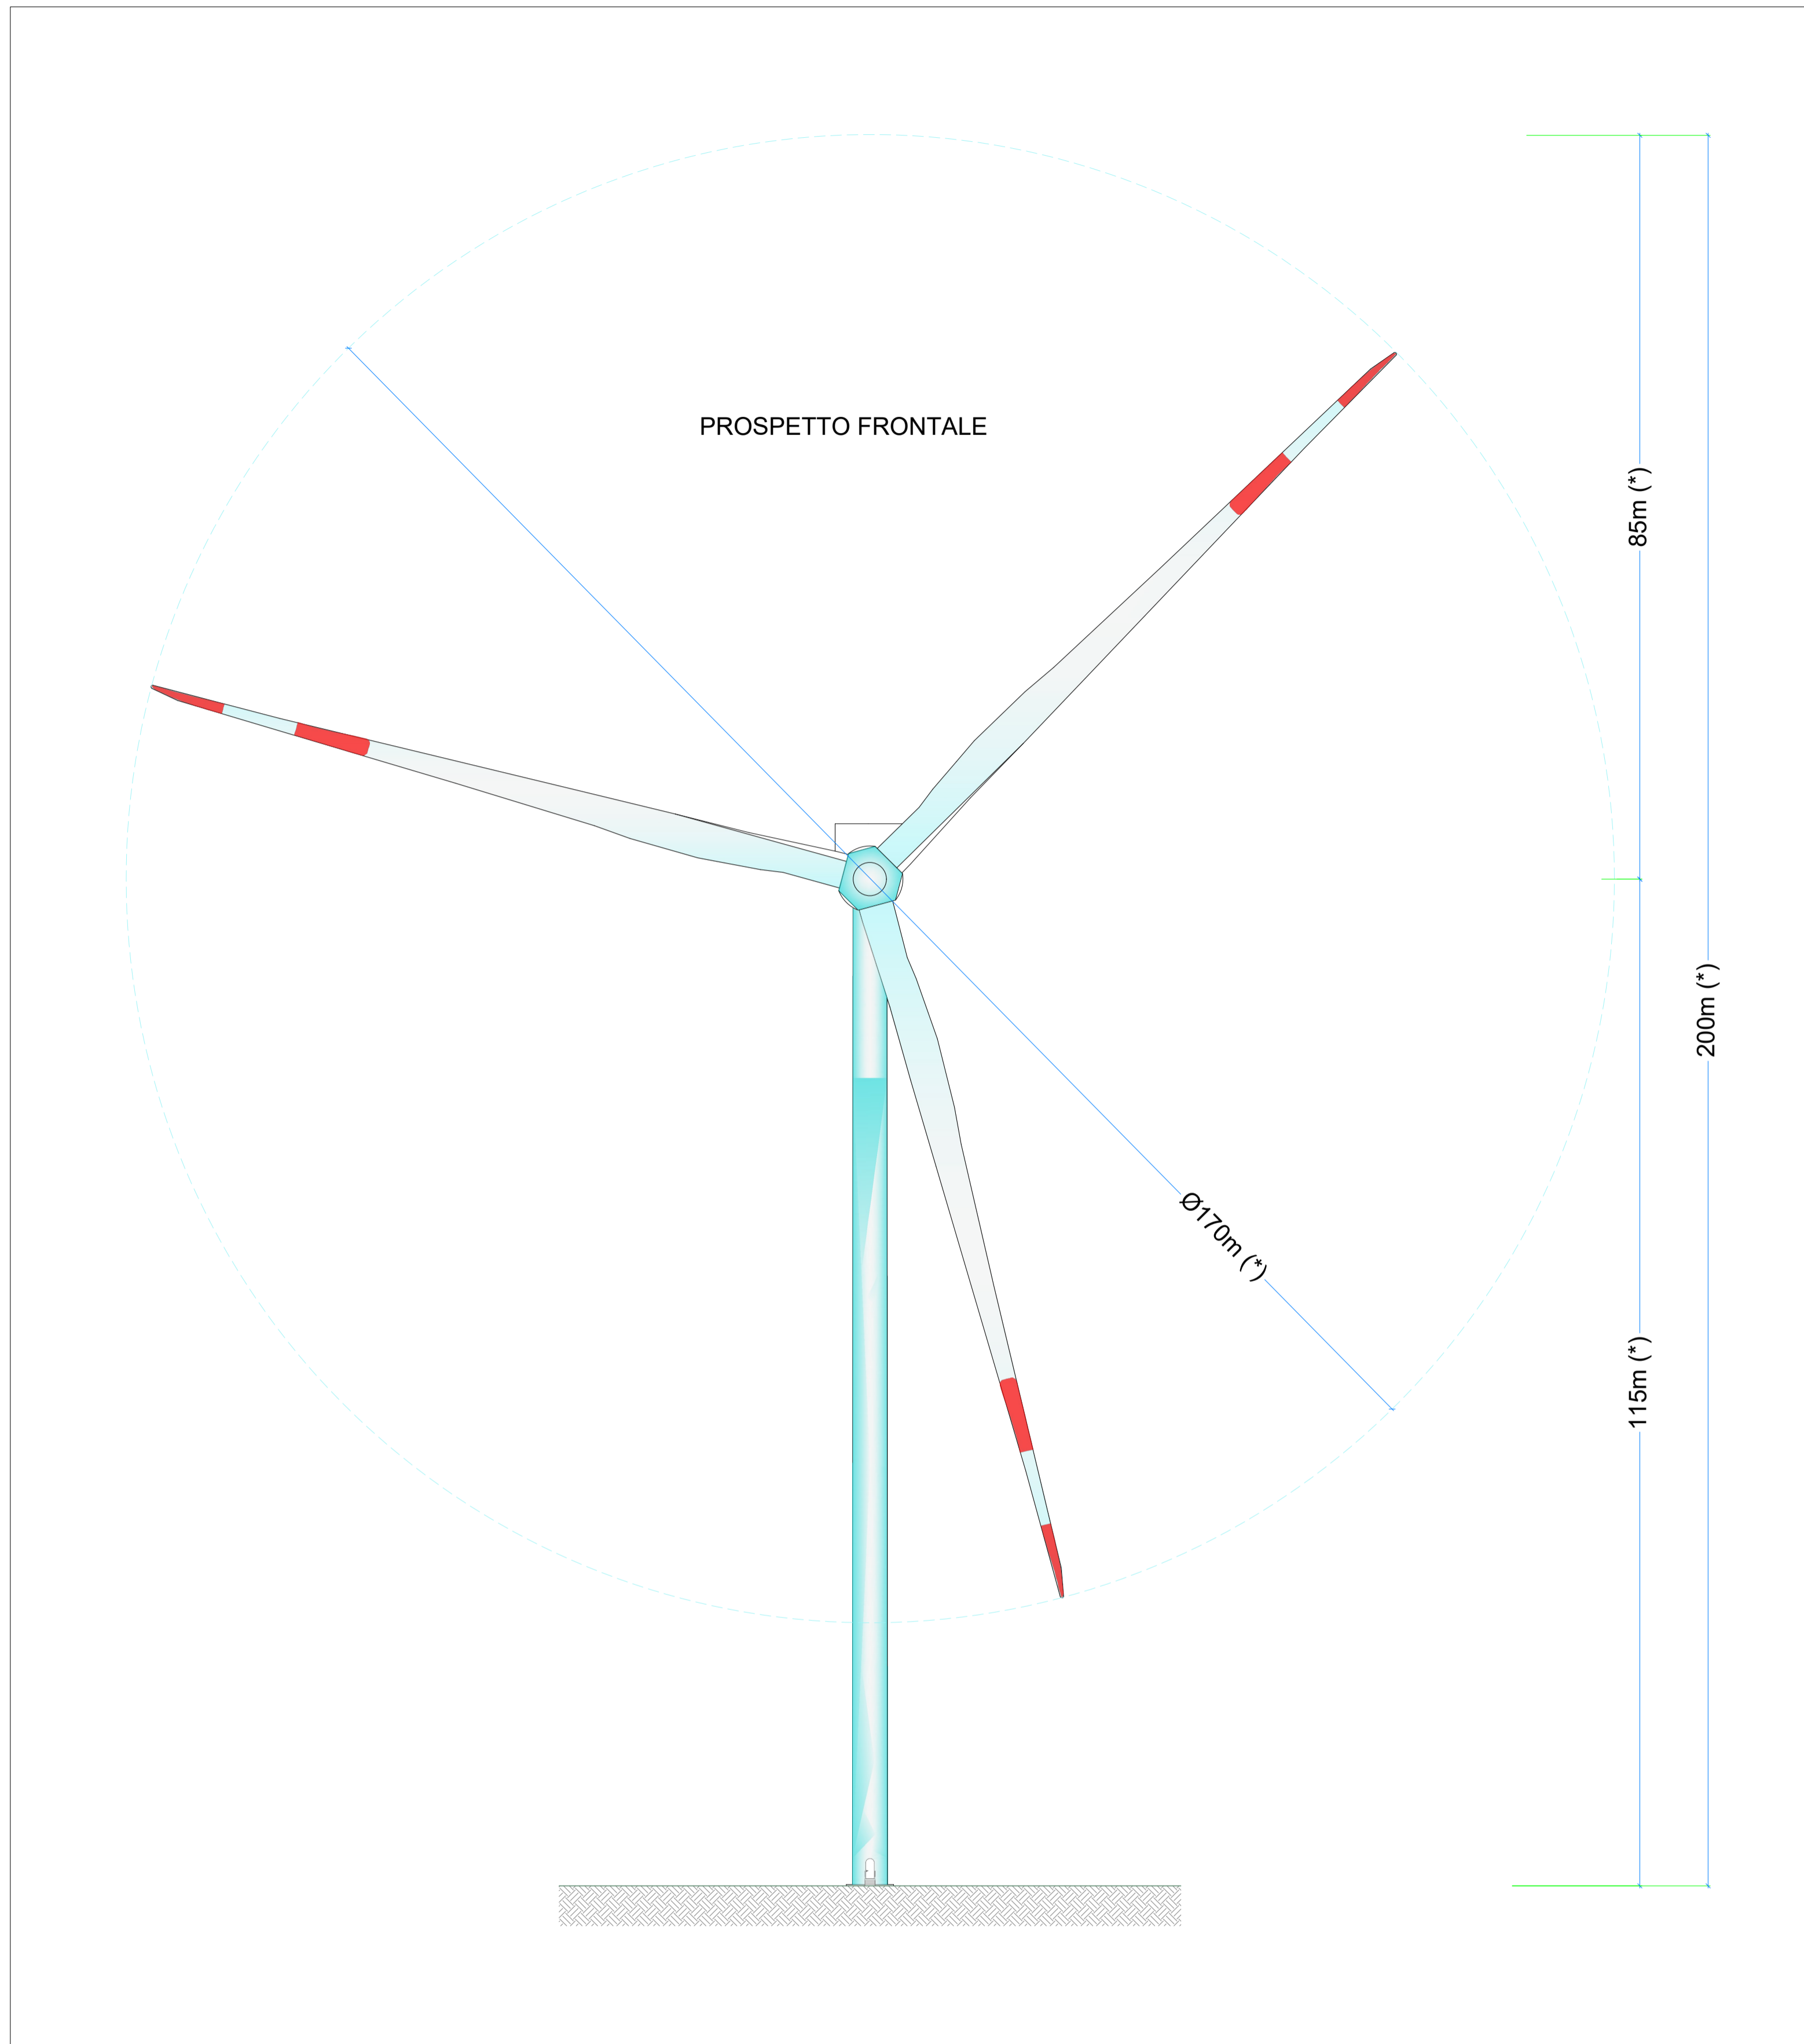 PROSPETTO FRONTALE
85m (*)
200m (*)
Ø170m (*)
115m (*)